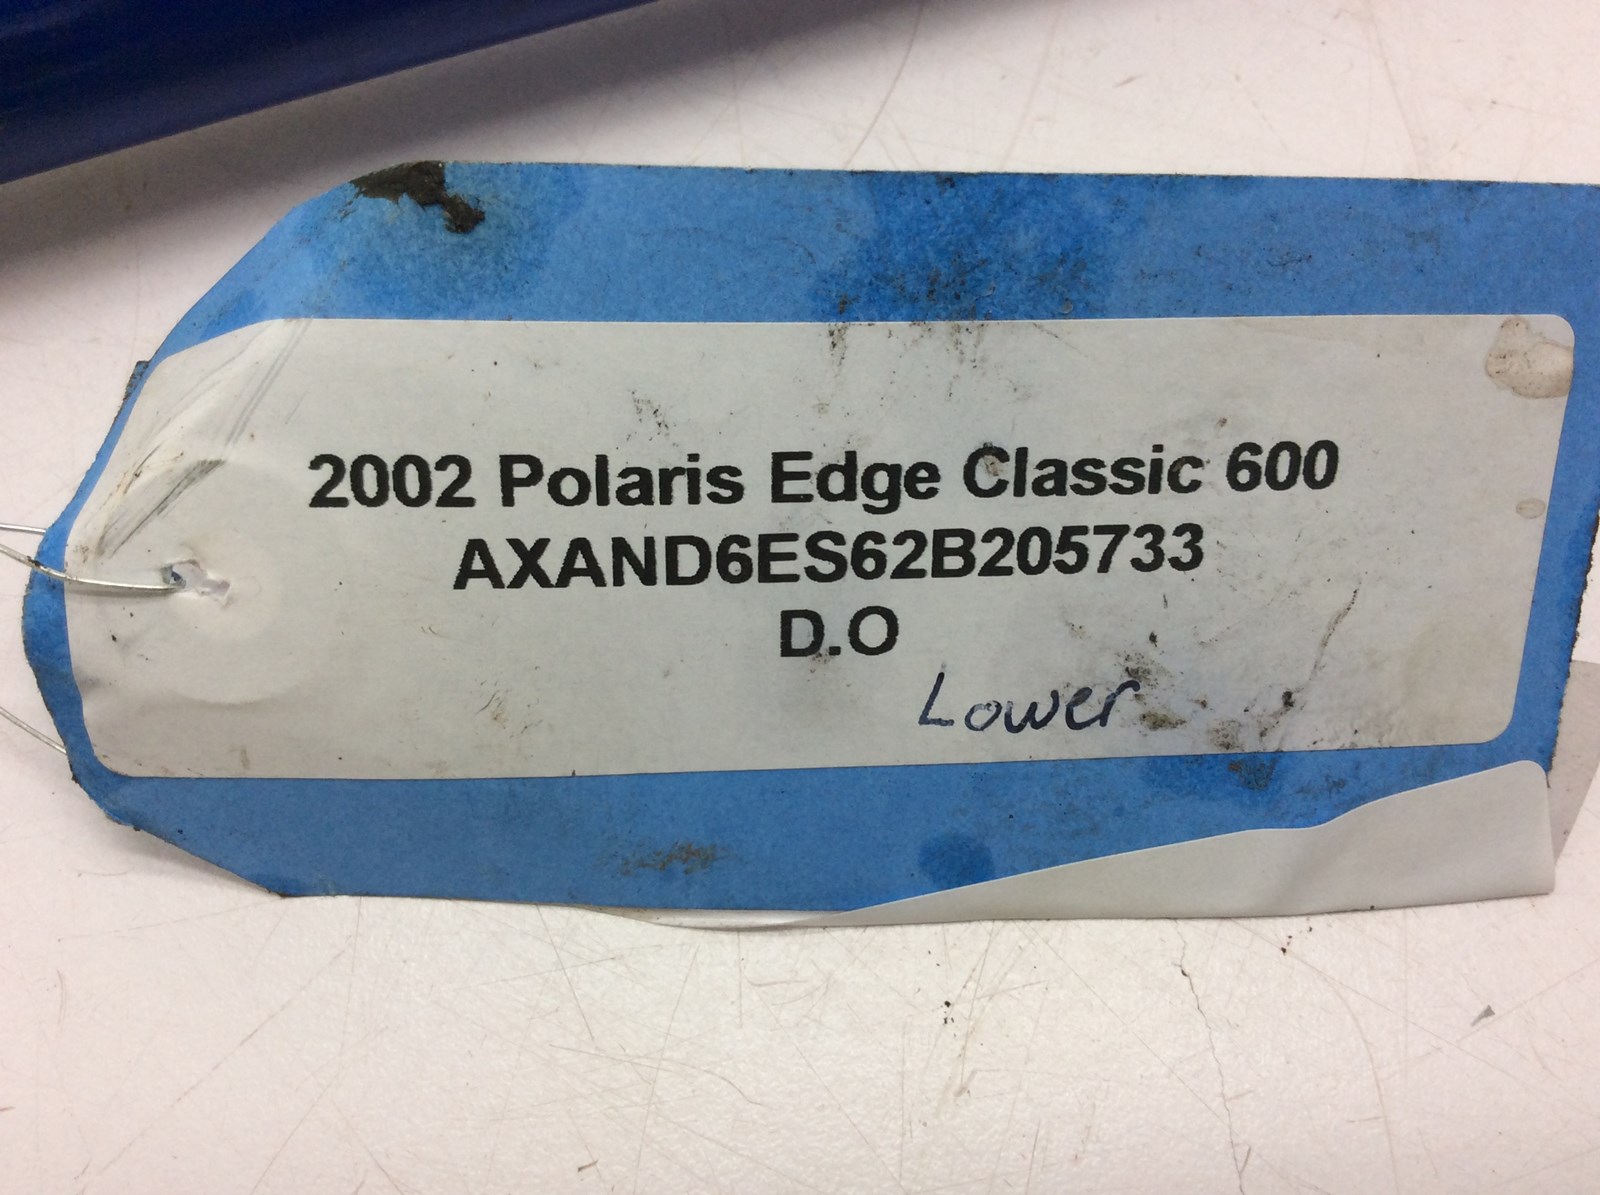 2002 Polaris Edge Classic 600
AXAND6ES62B205733
D.O
Lower